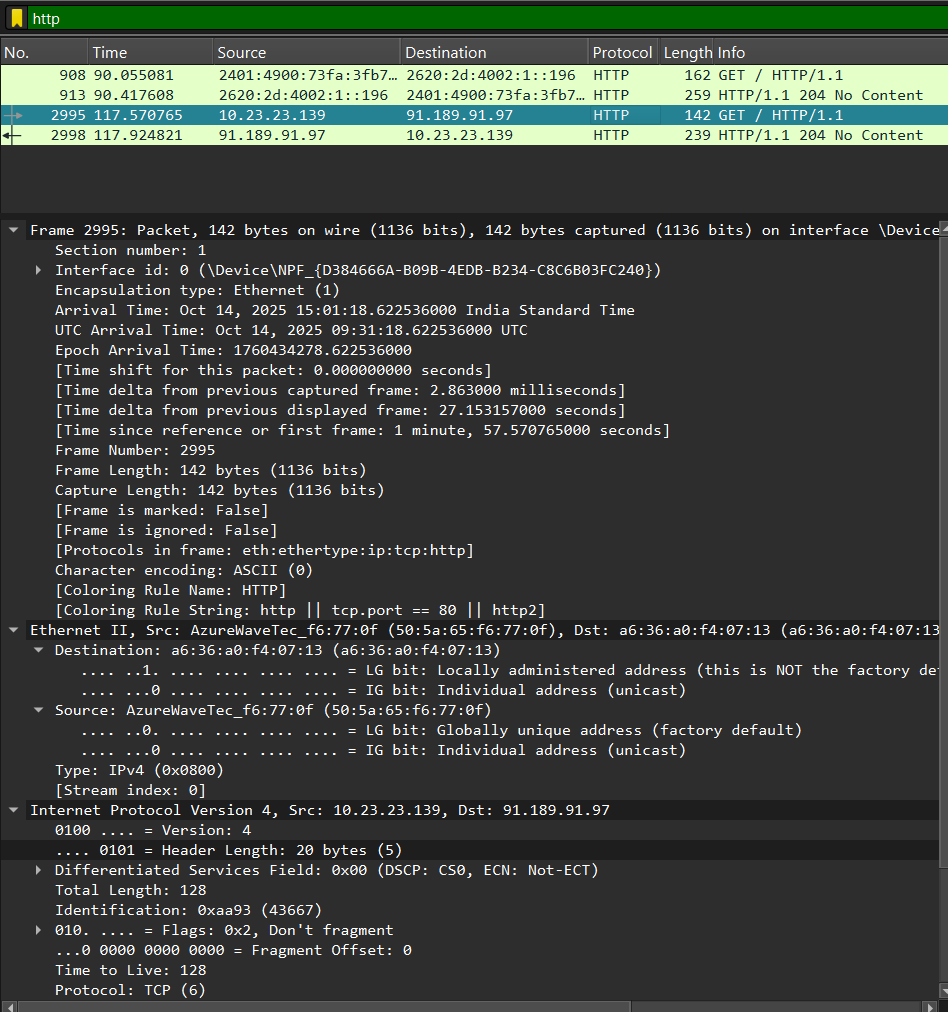 http
No. Time Source Destination Protocol Length Info
908 90.055081 2401:4900:73fa:3fb7… 2620:2d:4002:1::196 HTTP 162 GET / HTTP/1.1
913 90.417608 2620:2d:4002:1::196 2401:4900:73fa:3fb7… HTTP 259 HTTP/1.1 204 No Content
2995 117.570765 10.23.23.139 91.189.91.97 HTTP 142 GET / HTTP/1.1
2998 117.924821 91.189.91.97 10.23.23.139 HTTP 239 HTTP/1.1 204 No Content
Frame 2995: Packet, 142 bytes on wire (1136 bits), 142 bytes captured (1136 bits) on interface \Device
Section number: 1
Interface id: 0 (\Device\NPF_{D384666A-B09B-4EDB-B234-C8C6B03FC240})
Encapsulation type: Ethernet (1)
Arrival Time: Oct 14, 2025 15:01:18.622536000 India Standard Time
UTC Arrival Time: Oct 14, 2025 09:31:18.622536000 UTC
Epoch Arrival Time: 1760434278.622536000
[Time shift for this packet: 0.000000000 seconds]
[Time delta from previous captured frame: 2.863000 milliseconds]
[Time delta from previous displayed frame: 27.153157000 seconds]
[Time since reference or first frame: 1 minute, 57.570765000 seconds]
Frame Number: 2995
Frame Length: 142 bytes (1136 bits)
Capture Length: 142 bytes (1136 bits)
[Frame is marked: False]
[Frame is ignored: False]
[Protocols in frame: eth:ethertype:ip:tcp:http]
Character encoding: ASCII (0)
[Coloring Rule Name: HTTP]
[Coloring Rule String: http || tcp.port == 80 || http2]
Ethernet II, Src: AzureWaveTec_f6:77:0f (50:5a:65:f6:77:0f), Dst: a6:36:a0:f4:07:13 (a6:36:a0:f4:07:13
Destination: a6:36:a0:f4:07:13 (a6:36:a0:f4:07:13)
.... ..1. .... .... .... .... = LG bit: Locally administered address (this is NOT the factory de
.... ...0 .... .... .... .... = IG bit: Individual address (unicast)
Source: AzureWaveTec_f6:77:0f (50:5a:65:f6:77:0f)
.... ..0. .... .... .... .... = LG bit: Globally unique address (factory default)
.... ...0 .... .... .... .... = IG bit: Individual address (unicast)
Type: IPv4 (0x0800)
[Stream index: 0]
Internet Protocol Version 4, Src: 10.23.23.139, Dst: 91.189.91.97
0100 .... = Version: 4
.... 0101 = Header Length: 20 bytes (5)
Differentiated Services Field: 0x00 (DSCP: CS0, ECN: Not-ECT)
Total Length: 128
Identification: 0xaa93 (43667)
010. .... = Flags: 0x2, Don't fragment
...0 0000 0000 0000 = Fragment Offset: 0
Time to Live: 128
Protocol: TCP (6)